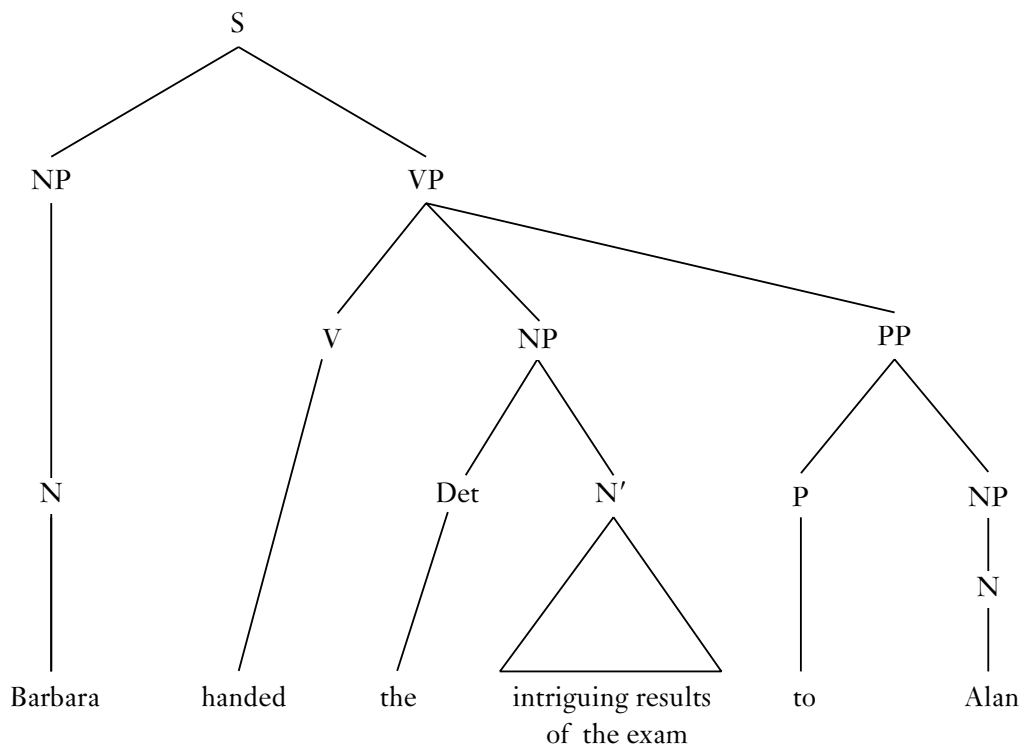 S
NP VP
V NP PP
N Det N′ P NP
N
Barbara handed the intriguing results to Alan
of the exam